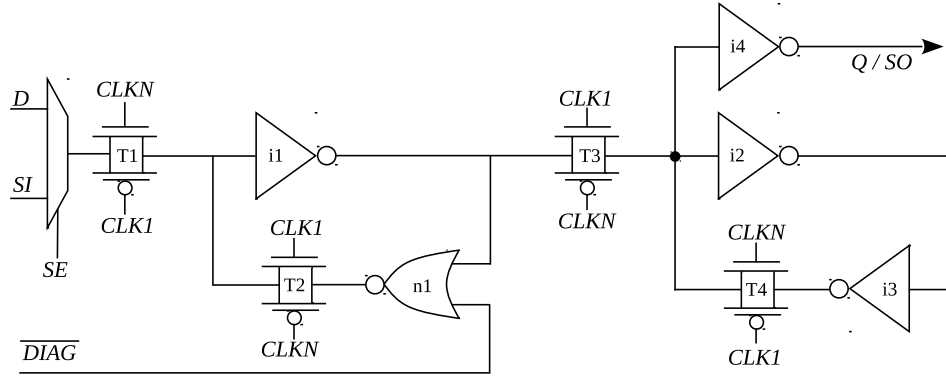 D
SI
SE
CLKN
T1
CLK1
i1
CLK1
T2
CLKN
n1
DIAG
CLK1
T3
CLKN
i4
Q / SO
i2
CLKN
T4
CLK1
i3